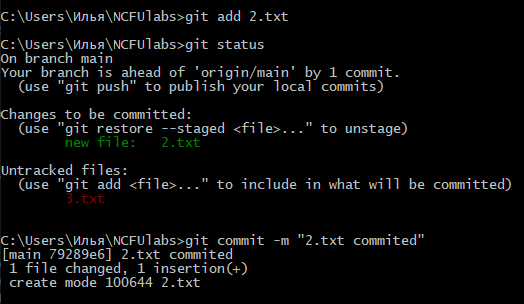 C:\Users\Илья\NCFUlabs>git add 2.txt
C:\Users\Илья\NCFUlabs>git status
On branch main
Your branch is ahead of 'origin/main' by 1 commit.
(use "git push" to publish your local commits)
Changes to be committed:
(use "git restore --staged <file>..." to unstage)
new file:   2.txt
Untracked files:
(use "git add <file>..." to include in what will be committed)
3.txt
C:\Users\Илья\NCFUlabs>git commit -m "2.txt commited"
[main 79289e6] 2.txt commited
1 file changed, 1 insertion(+)
create mode 100644 2.txt